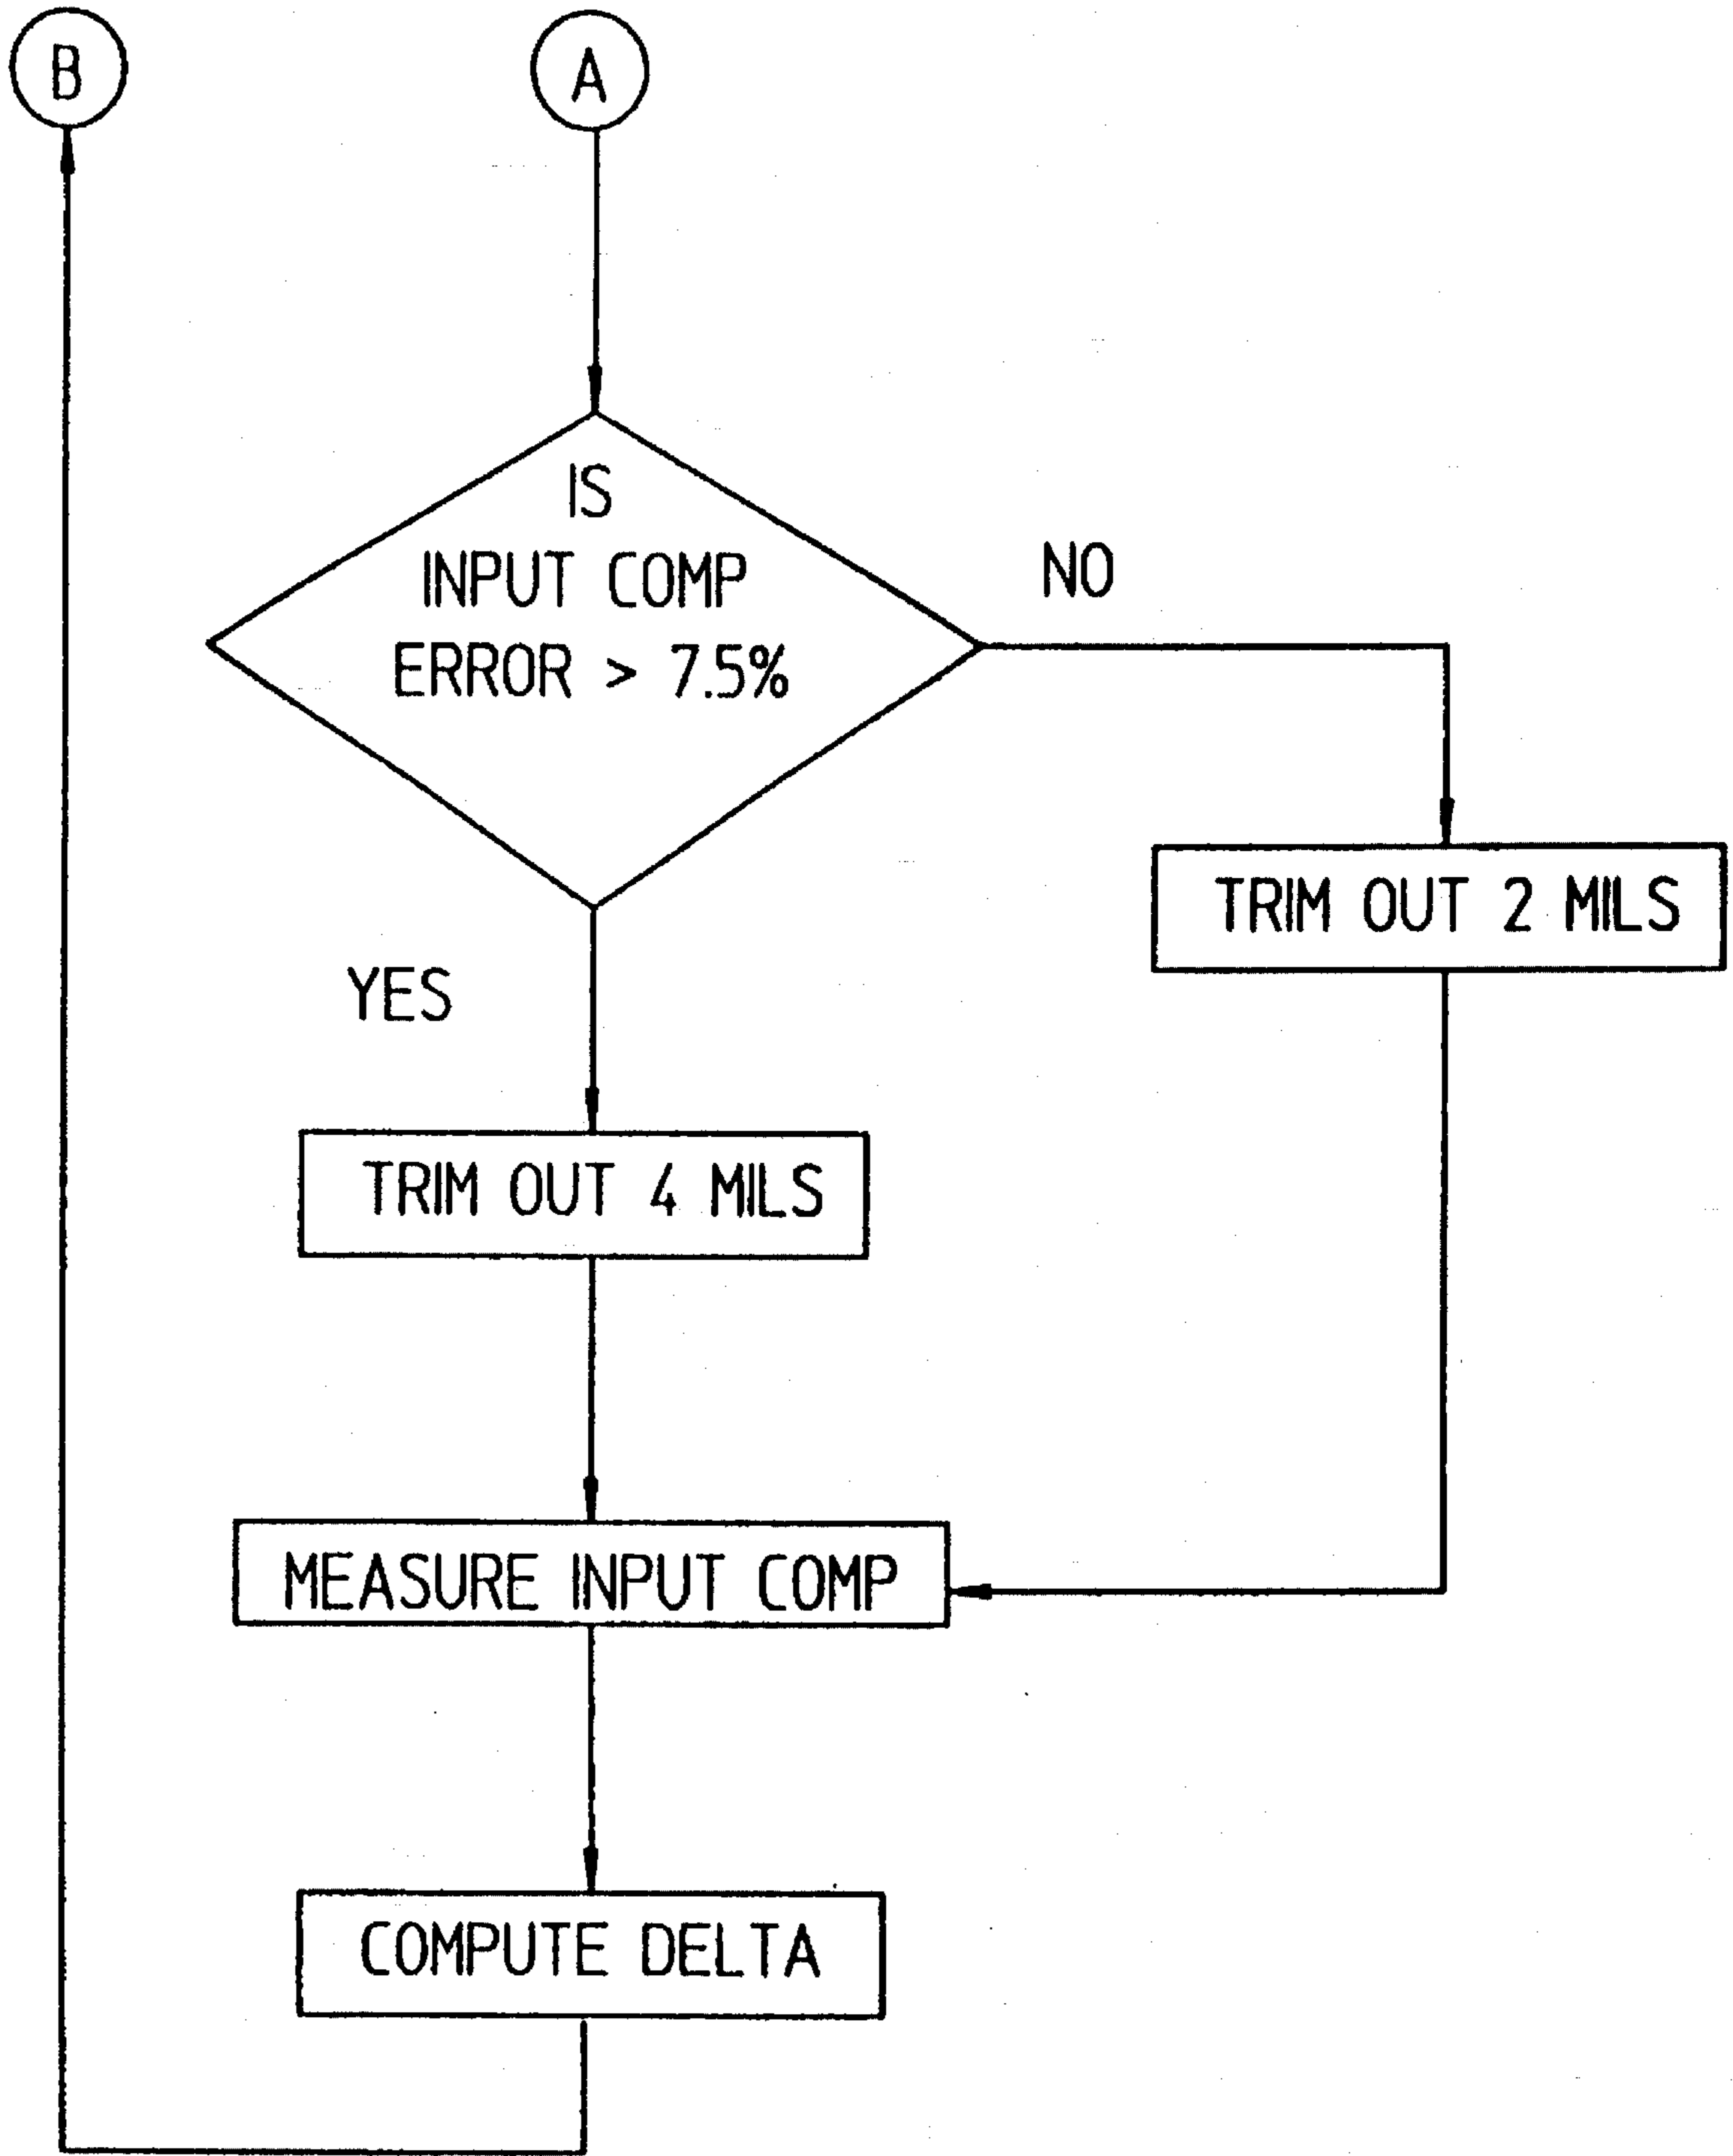 B
A
IS
INPUT COMP
ERROR > 7.5%
NO
TRIM OUT 2 MILS
YES
TRIM OUT 4 MILS
MEASURE INPUT COMP
COMPUTE DELTA